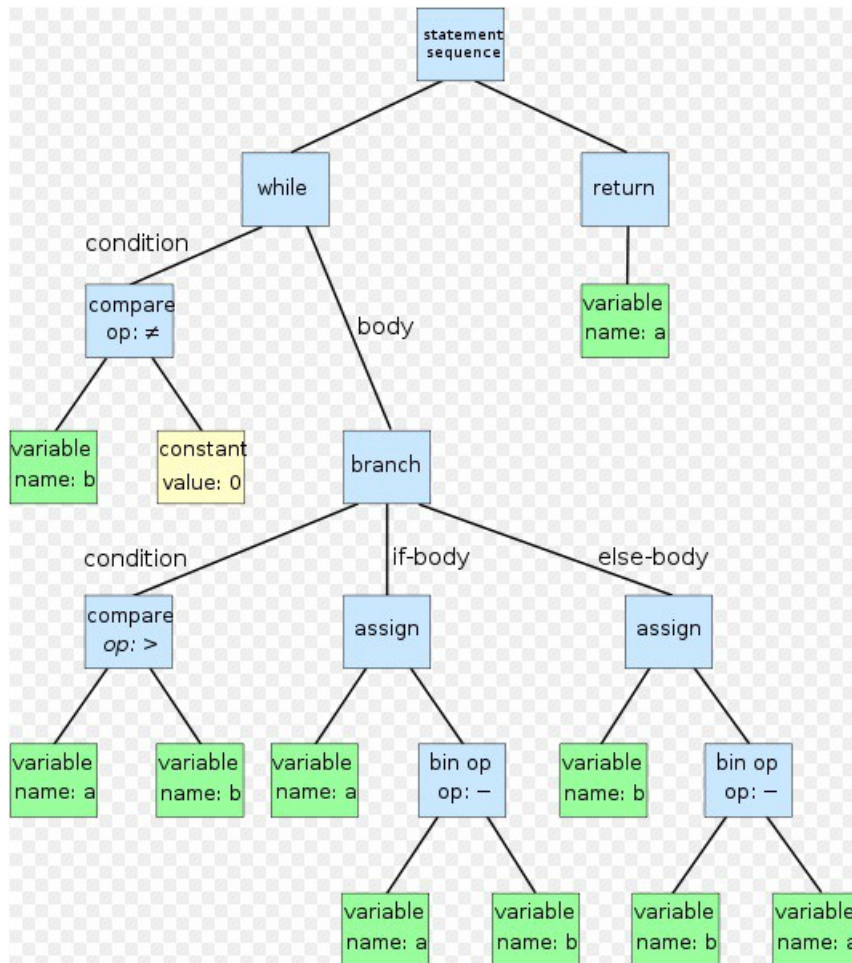 statement
sequence
while
return
condition
compare
op: ≠
body
variable
name: a
variable
name: b
constant
value: 0
branch
condition
if-body
else-body
compare
op: >
assign
assign
variable
name: a
variable
name: b
variable
name: a
bin op
op: −
variable
name: b
bin op
op: −
variable
name: a
variable
name: b
variable
name: b
variable
name: a